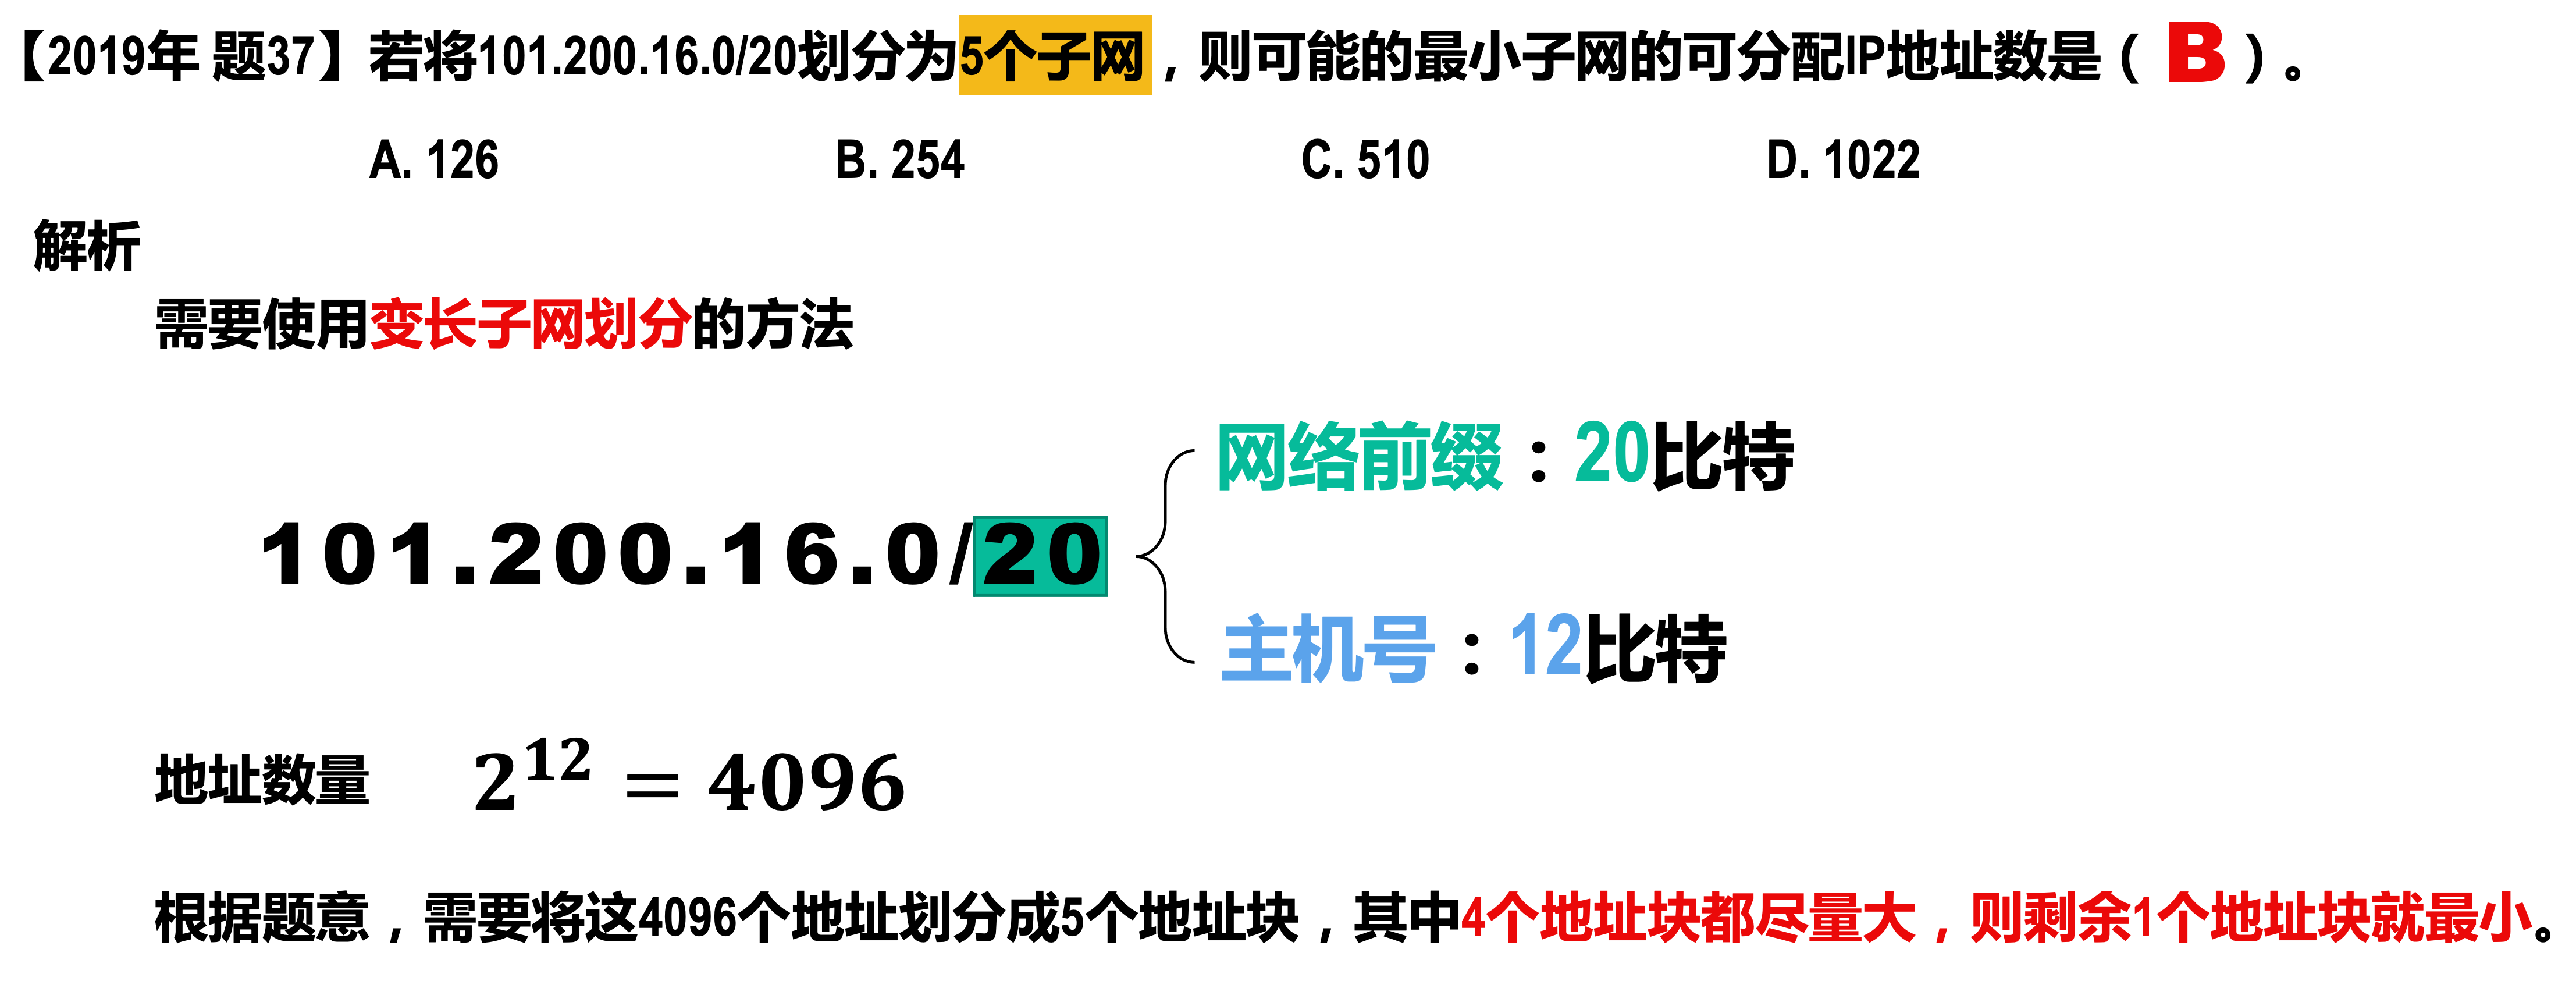 【2019年 题37】若将101.200.16.0/20划分为5个子网，则可能的最小子网的可分配IP地址数是（ B ）。
A. 126 B. 254 C. 510 D. 1022
解析
需要使用变长子网划分的方法
网络前缀：20比特
101.200.16.0/20
主机号：12比特
地址数量 2¹² = 4096
根据题意，需要将这4096个地址划分成5个地址块，其中4个地址块都尽量大，则剩余1个地址块就最小。